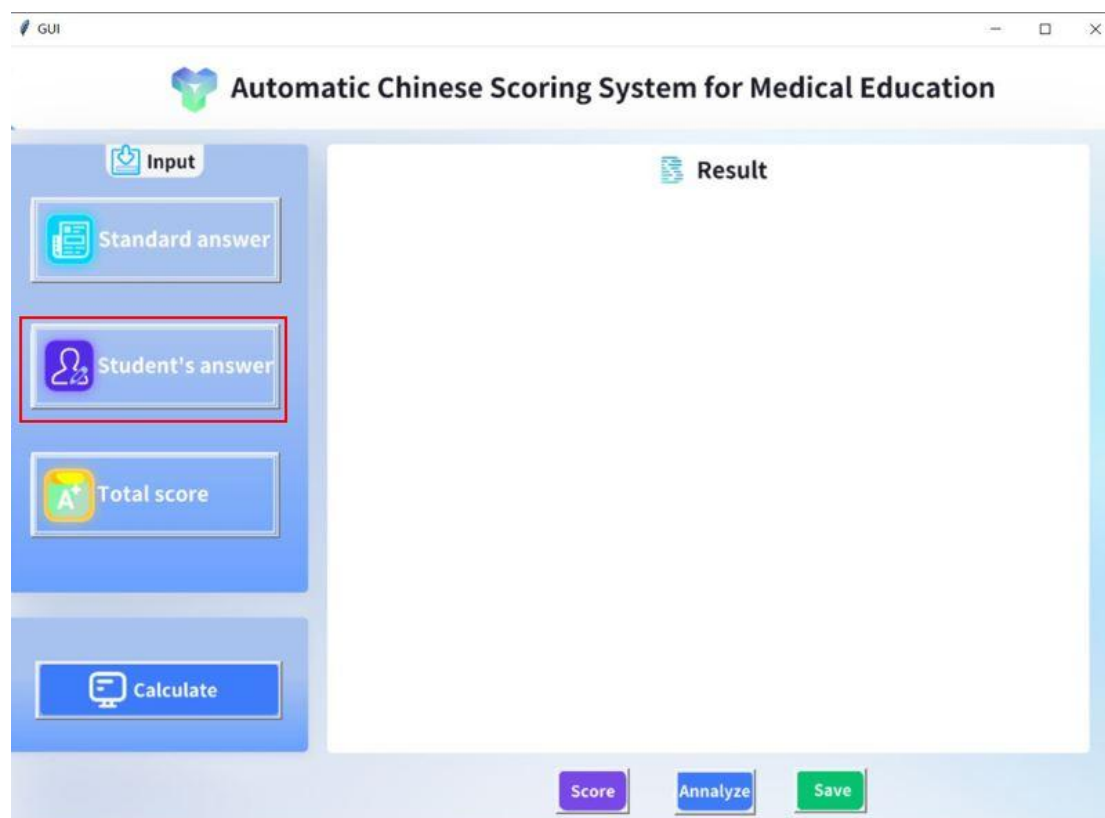 GUI
Automatic Chinese Scoring System for Medical Education
Input
Standard answer
Student's answer
Total score
A+
Calculate
Result
Score
Annalyze
Save